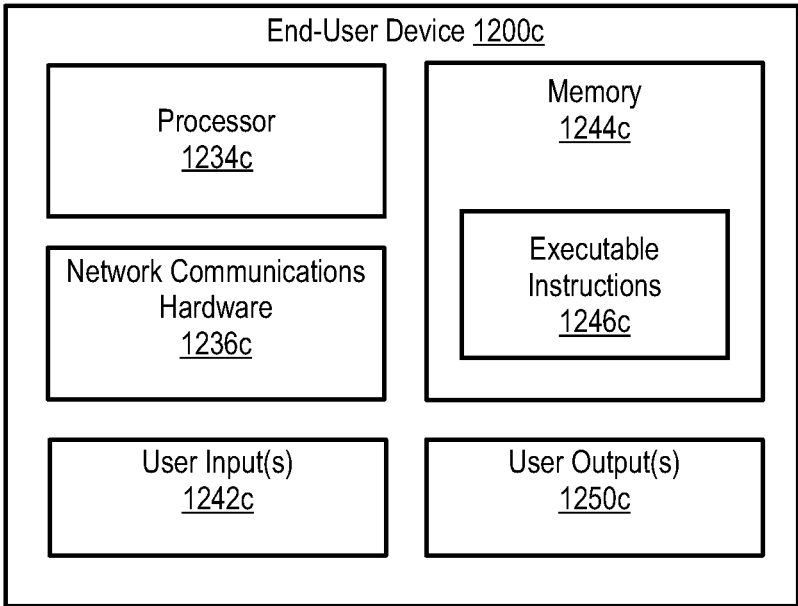 End-User Device 1200c
Processor
1234c
Network Communications
Hardware
1236c
Memory
1244c
Executable
Instructions
1246c
User Input(s)
1242c
User Output(s)
1250c